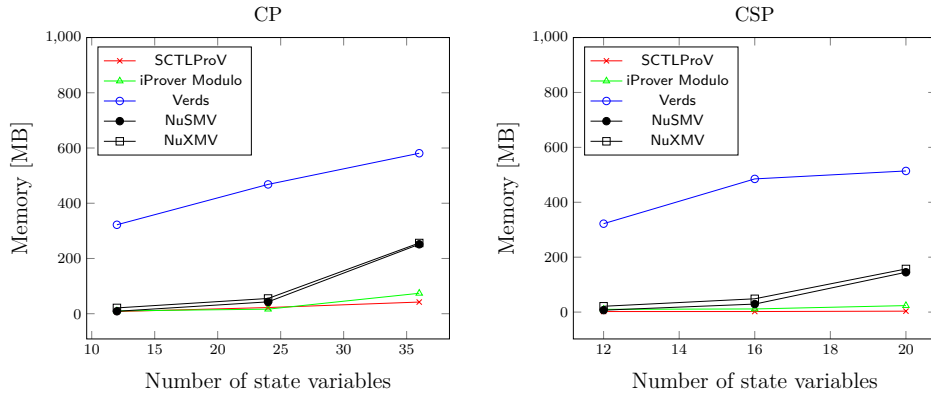 CP
1,000
800
600
400
200
0
Memory [MB]
SCTLProV
iProver Modulo
Verds
NuSMV
NuXMV
10 15 20 25 30 35
Number of state variables
CSP
1,000
800
600
400
200
0
Memory [MB]
SCTLProV
iProver Modulo
Verds
NuSMV
NuXMV
12 14 16 18 20
Number of state variables